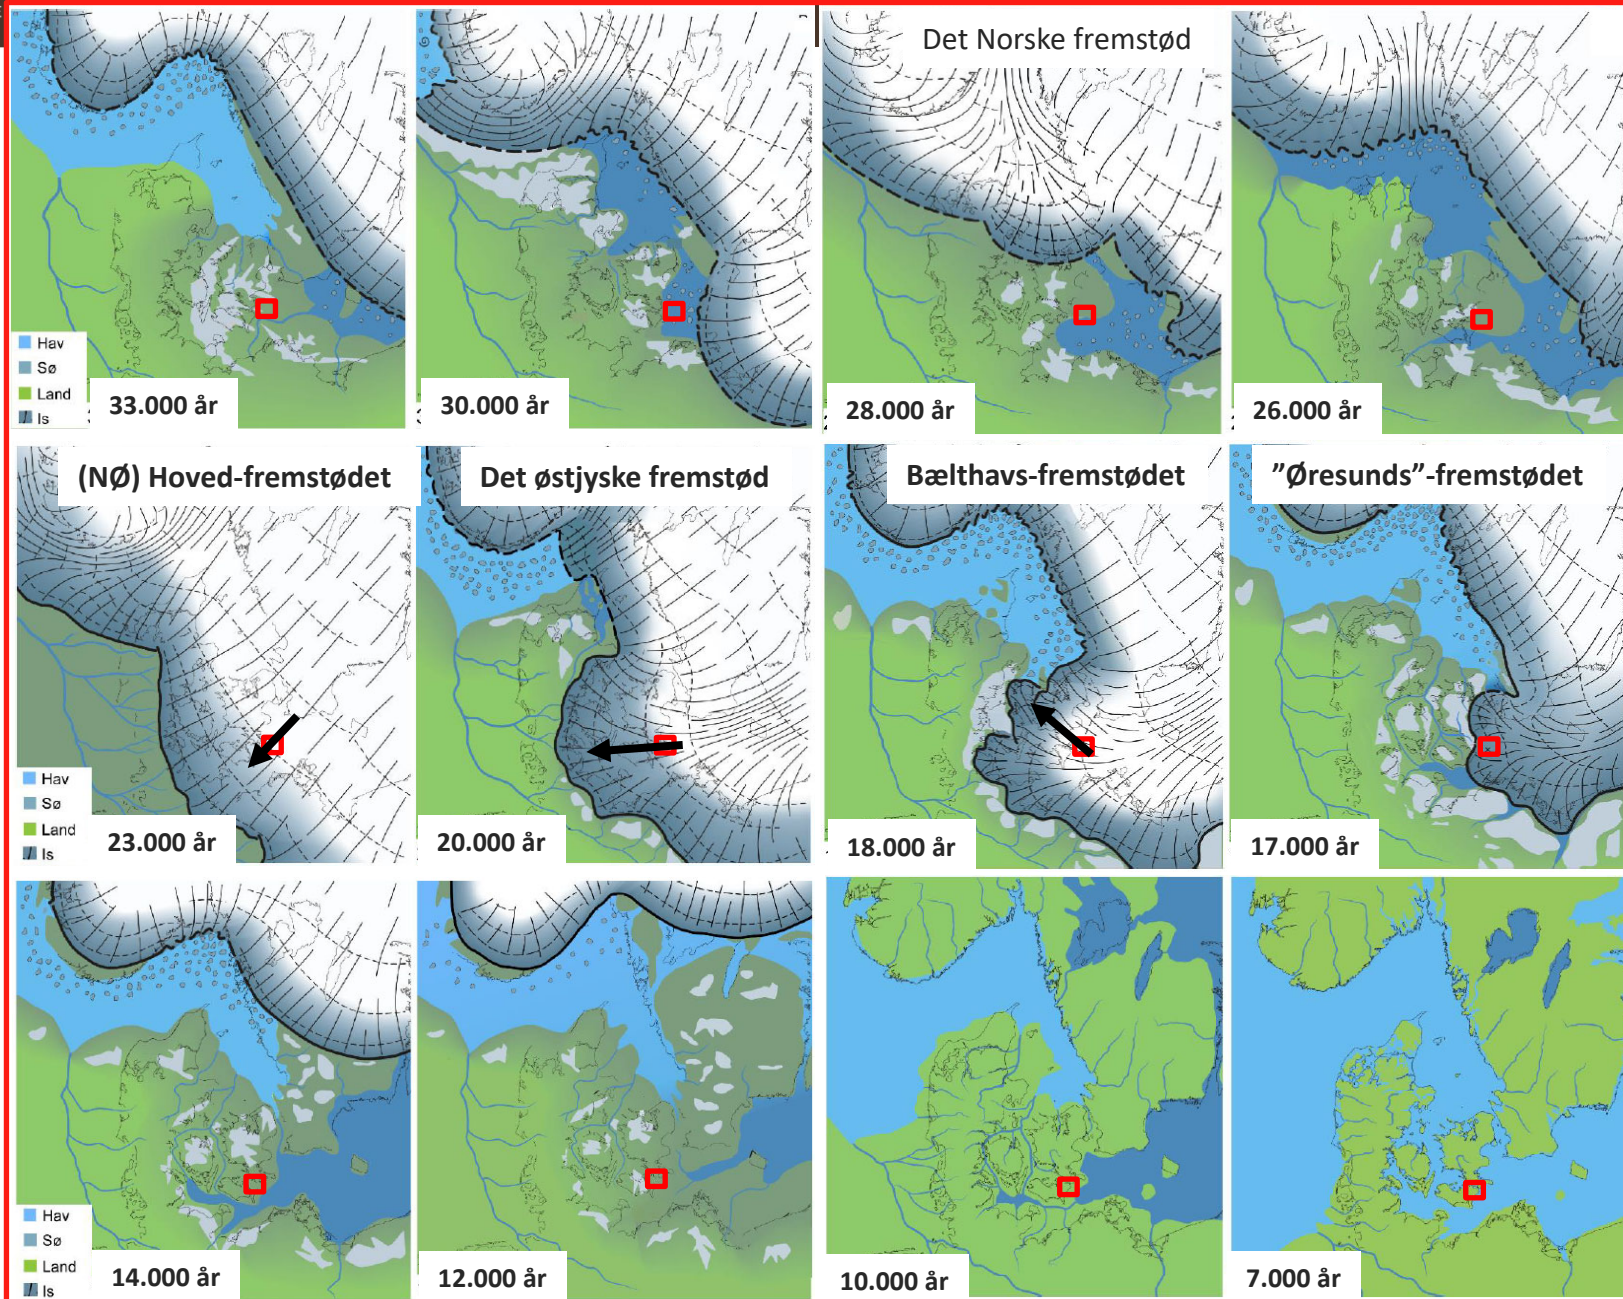 Det Norske fremstød
Hav
Sø
Land
Is
33.000 år
30.000 år
28.000 år
26.000 år
(NØ) Hoved-fremstødet
Det østjyske fremstød
Bælthavs-fremstødet
”Øresunds”-fremstødet
Hav
Sø
Land
Is
23.000 år
20.000 år
18.000 år
17.000 år
Hav
Sø
Land
Is
14.000 år
12.000 år
10.000 år
7.000 år